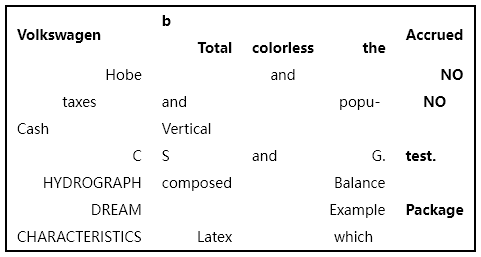 b
Volkswagen Accrued
Total colorless the
Hobe and NO
taxes and popu- NO
Cash Vertical
C S and G. test.
HYDROGRAPH composed Balance
DREAM Example Package
CHARACTERISTICS Latex which